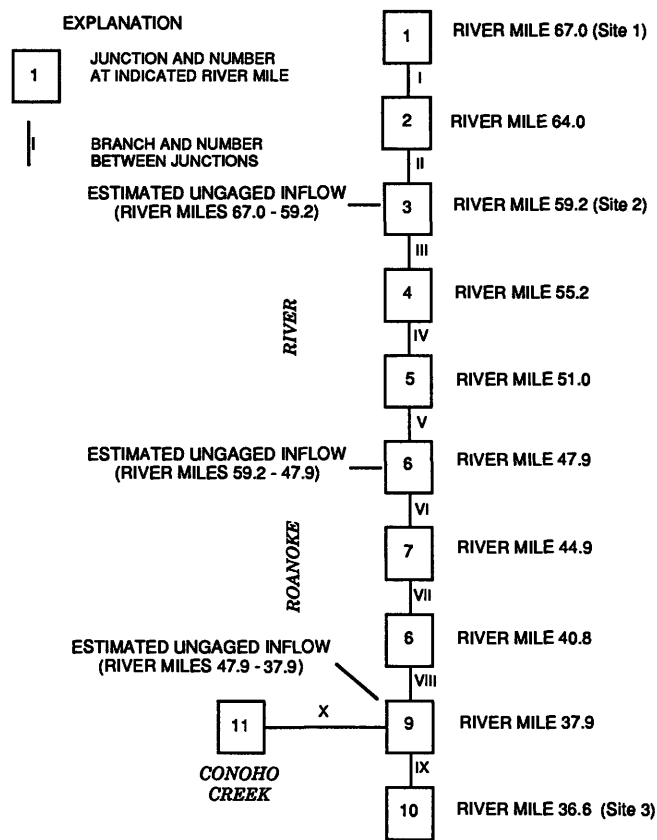 EXPLANATION
1
JUNCTION AND NUMBER
AT INDICATED RIVER MILE
I
BRANCH AND NUMBER
BETWEEN JUNCTIONS
1
RIVER MILE 67.0 (Site 1)
I
2
RIVER MILE 64.0
II
ESTIMATED UNGAGED INFLOW
(RIVER MILES 67.0 - 59.2)
3
RIVER MILE 59.2 (Site 2)
III
4
RIVER MILE 55.2
IV
RIVER
5
RIVER MILE 51.0
V
ESTIMATED UNGAGED INFLOW
(RIVER MILES 59.2 - 47.9)
6
RIVER MILE 47.9
VI
ROANOKE
7
RIVER MILE 44.9
VII
6
RIVER MILE 40.8
VIII
ESTIMATED UNGAGED INFLOW
(RIVER MILES 47.9 - 37.9)
11
X
9
RIVER MILE 37.9
CONOHO
CREEK
IX
10
RIVER MILE 36.6 (Site 3)